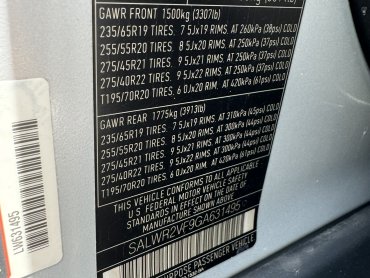 GAWR FRONT 1500kg (3307lb)
235/65R19 TIRES. 7 5Jx19 RIMS. AT 260kPa (38psi) COLD
255/55R20 TIRES. 8 5Jx20 RIMS. AT 250kPa (37psi) COLD
275/45R21 TIRES. 9 5Jx21 RIMS. AT 250kPa (37psi) COLD
275/40R22 TIRES. 9 5Jx22 RIMS. AT 250kPa (37psi) COLD
T195/70R20 TIRES. 6 0Jx20 RIMS. AT 420kPa (61psi) COLD
GAWR REAR 1775kg (3913lb)
235/65R19 TIRES. 7 5Jx19 RIMS. AT 310kPa (45psi) COLD
255/55R20 TIRES. 8 5Jx20 RIMS. AT 300kPa (44psi) COLD
275/45R21 TIRES. 9 5Jx21 RIMS. AT 300kPa (44psi) COLD
275/40R22 TIRES. 9 5Jx22 RIMS. AT 300kPa (44psi) COLD
T195/70R20 TIRES. 6 0Jx20 RIMS. AT 420kPa (61psi) COLD
THIS VEHICLE CONFORMS TO ALL APPLICABLE U.S.
FEDERAL MOTOR VEHICLE SAFETY
STANDARDS IN EFFECT ON THE DATE OF
MANUFACTURE SHOWN ABOVE.
SALWR2VF9GA631495
TYPE: MULTIPURPOSE PASSENGER VEHICLE
LW631495